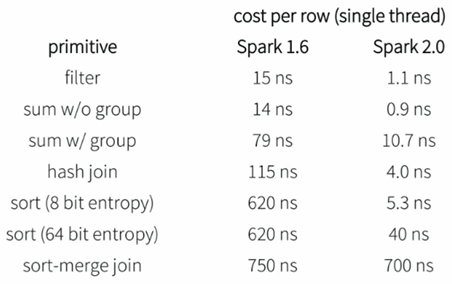 cost per row (single thread)
primitive Spark 1.6 Spark 2.0
filter 15 ns 1.1 ns
sum w/o group 14 ns 0.9 ns
sum w/ group 79 ns 10.7 ns
hash join 115 ns 4.0 ns
sort (8 bit entropy) 620 ns 5.3 ns
sort (64 bit entropy) 620 ns 40 ns
sort-merge join 750 ns 700 ns